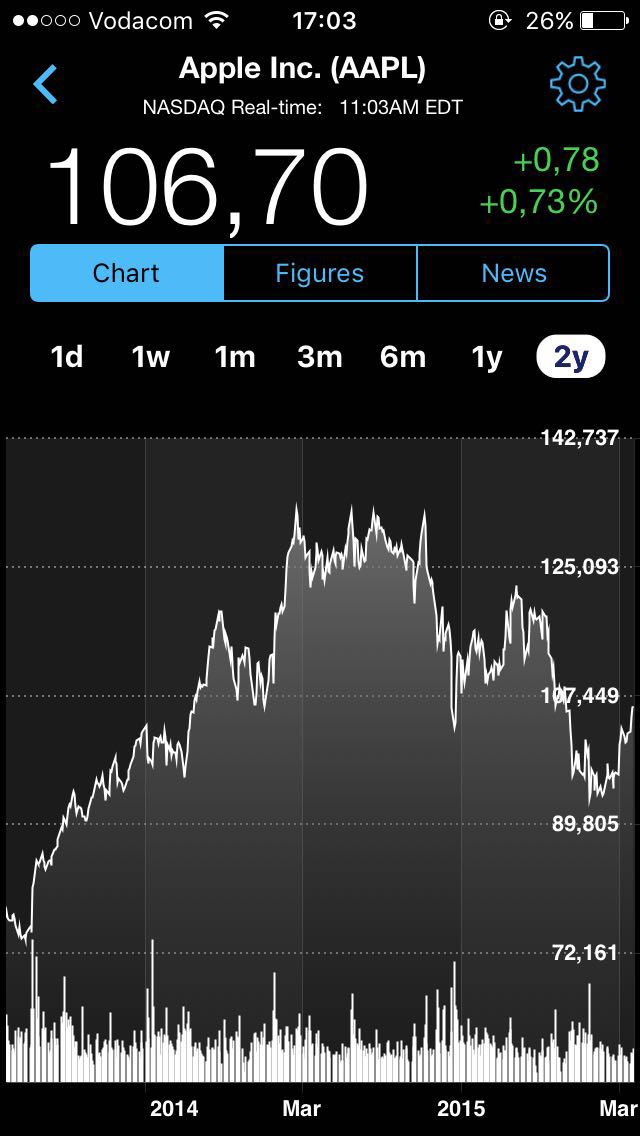 Vodacom 17:03 26%
Apple Inc. (AAPL)
NASDAQ Real-time: 11:03AM EDT
106,70
+0,78
+0,73%
Chart Figures News
1d 1w 1m 3m 6m 1y 2y
142,737
125,093
107,449
89,805
72,161
2014 Mar 2015 Mar